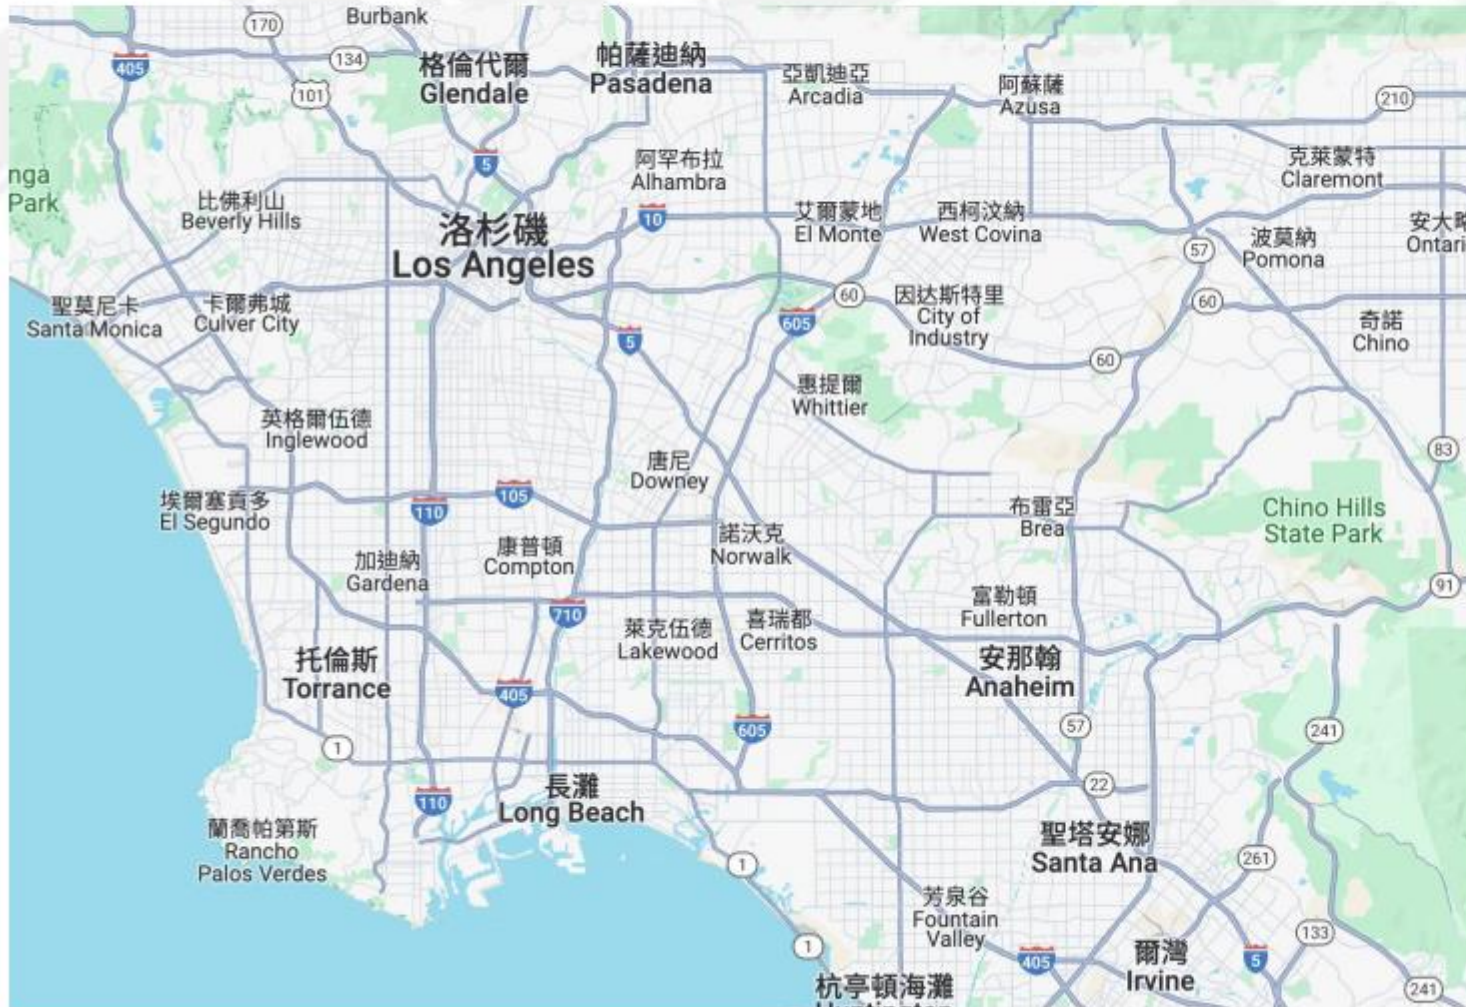 170
Burbank
134
405
101
格倫代爾
Glendale
帕薩迪納
Pasadena
亞凱迪亞
Arcadia
阿蘇薩
Azusa
210
5
阿罕布拉
Alhambra
克萊蒙特
Claremont
nga
Park
比佛利山
Beverly Hills
洛杉磯
Los Angeles
10
艾爾蒙地
El Monte
西柯汶納
West Covina
57
波莫納
Pomona
安大略
Ontari
聖莫尼卡
Santa Monica
卡爾弗城
Culver City
5
605
60
因达斯特里
City of
Industry
60
60
奇諾
Chino
惠提爾
Whittier
英格爾伍德
Inglewood
唐尼
Downey
83
埃爾塞貢多
El Segundo
110
105
諾沃克
Norwalk
布雷亞
Brea
Chino Hills
State Park
加迪納
Gardena
康普頓
Compton
710
91
萊克伍德
Lakewood
喜瑞都
Cerritos
富勒頓
Fullerton
托倫斯
Torrance
405
605
安那翰
Anaheim
57
241
1
110
長灘
Long Beach
22
蘭喬帕第斯
Rancho
Palos Verdes
1
聖塔安娜
Santa Ana
261
芳泉谷
Fountain
Valley
1
405
爾灣
Irvine
5
133
241
杭亭頓海灘